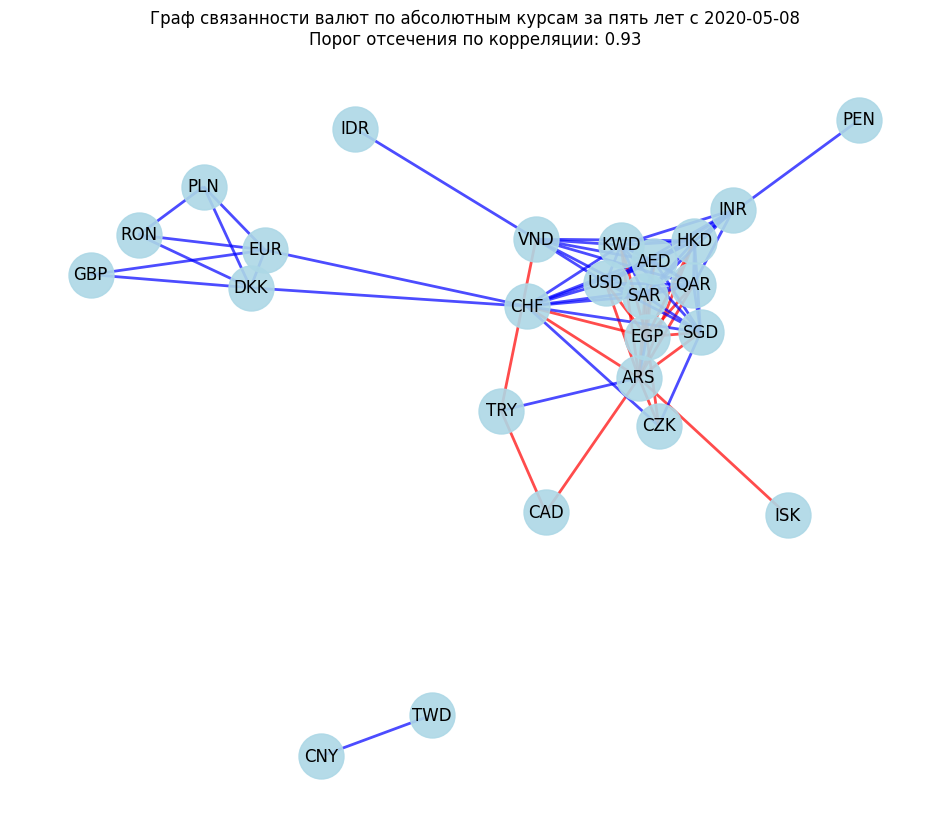 Граф связанности валют по абсолютным курсам за пять лет с 2020-05-08
Порог отсечения по корреляции: 0.93
PEN
IDR
PLN
INR
RON
VND
KWD
HKD
EUR
AED
GBP
DKK
USD
SAR
QAR
CHF
EGP
SGD
ARS
TRY
CZK
CAD
ISK
TWD
CNY